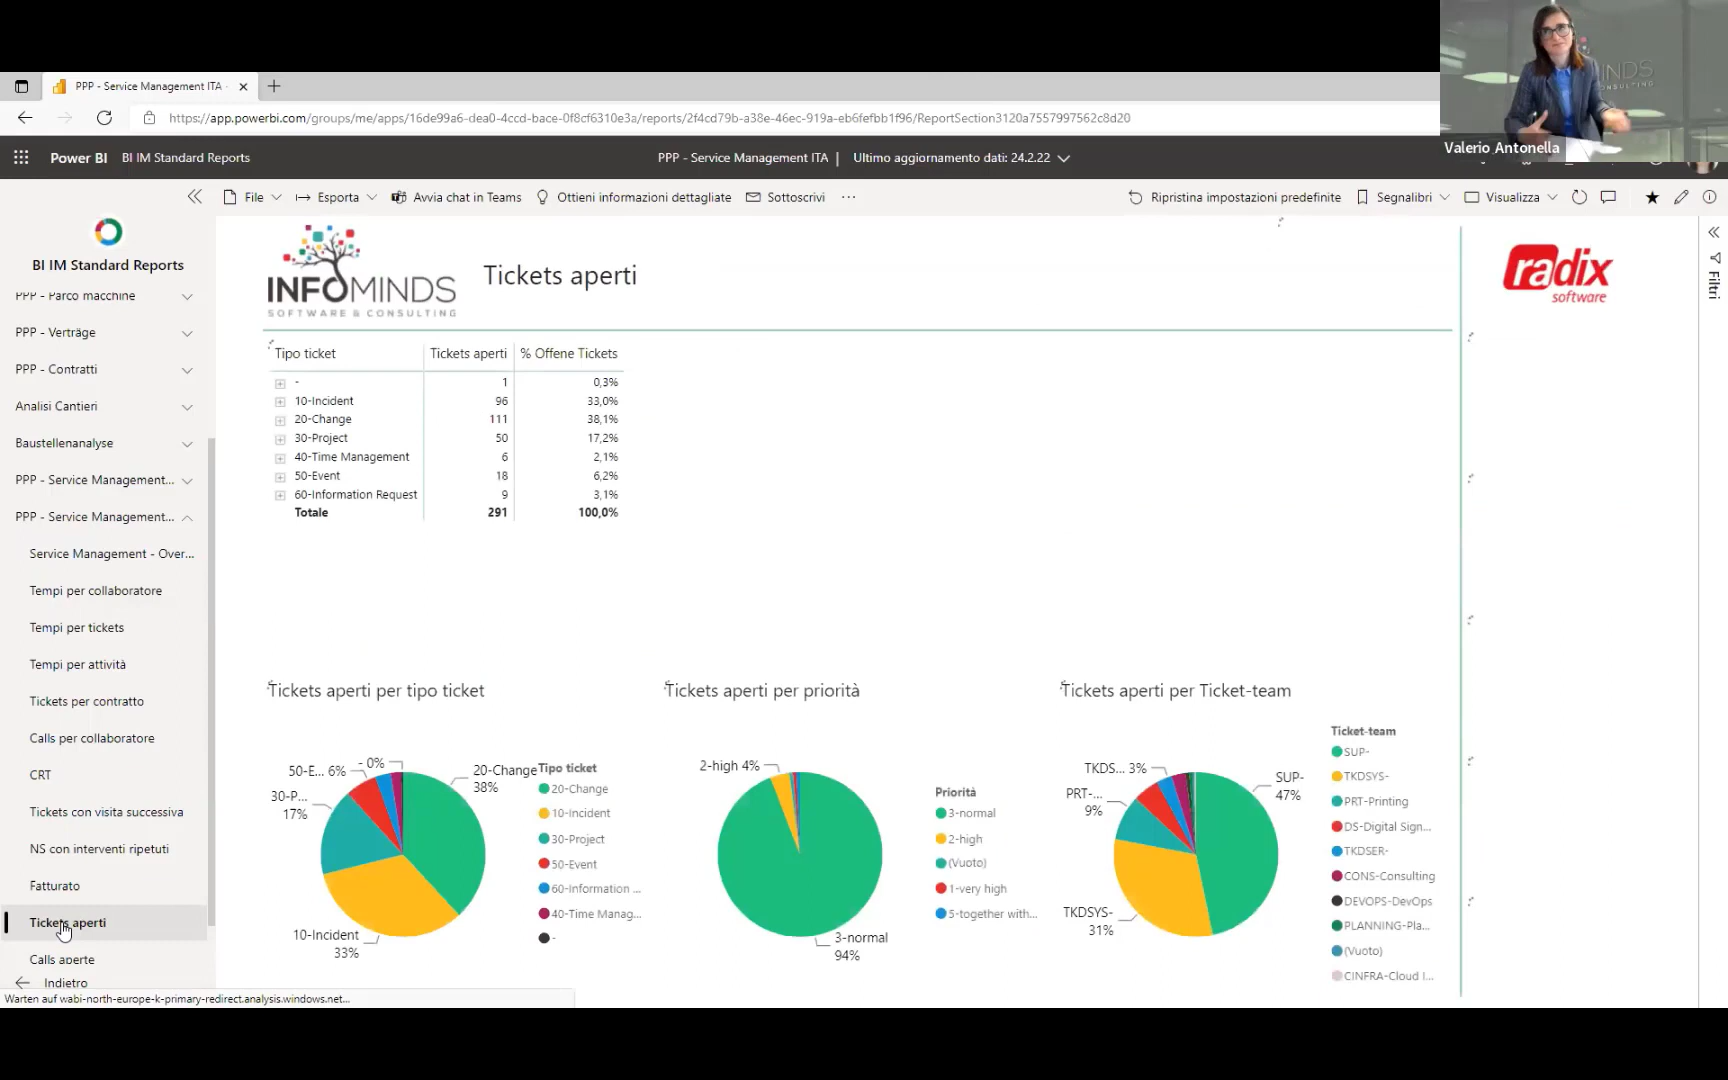 PPP - Service Management ITA
https://app.powerbi.com/groups/me/apps/16de99a6-dea0-4ccd-bace-0f8cf6310e3a/reports/2f4cd79b-a38e-46ec-919a-eb6fefbb1f96/ReportSection3120a7557997562c8d20
Valerio Antonella
Power BI BI IM Standard Reports
PPP - Service Management ITA | Ultimo aggiornamento dati: 24.2.22
File Esporta Avvia chat in Teams Ottieni informazioni dettagliate Sottoscrivi ...
Ripristina impostazioni predefinite Segnalibri Visualizza
BI IM Standard Reports
PPP - Parco macchine
PPP - Verträge
PPP - Contratti
Analisi Cantieri
Baustellenanalyse
PPP - Service Management...
PPP - Service Management...
Service Management - Over...
Tempi per collaboratore
Tempi per tickets
Tempi per attività
Tickets per contratto
Calls per collaboratore
CRT
Tickets con visita successiva
NS con interventi ripetuti
Fatturato
Tickets aperti
Calls aperte
Indietro
Warten auf wabi-north-europe-k-primary-redirect.analysis.windows.net...
INFOMINDS
SOFTWARE & CONSULTING
Tickets aperti
radix
software
Filtri
Tipo ticket Tickets aperti % Offene Tickets
- 1 0,3%
10-Incident 96 33,0%
20-Change 111 38,1%
30-Project 50 17,2%
40-Time Management 6 2,1%
50-Event 18 6,2%
60-Information Request 9 3,1%
Totale 291 100,0%
Tickets aperti per tipo ticket
- 0%
50-E... 6%
30-P...
17%
20-Change
38%
10-Incident
33%
Tipo ticket
20-Change
10-Incident
30-Project
50-Event
60-Information ...
40-Time Manag...
-
Tickets aperti per priorità
2-high 4%
3-normal
94%
Priorità
3-normal
2-high
(Vuoto)
1-very high
5-together with...
Tickets aperti per Ticket-team
TKDS... 3%
PRT-...
9%
SUP-
47%
TKDSYS-
31%
Ticket-team
SUP-
TKDSYS-
PRT-Printing
DS-Digital Sign...
TKDSER-
CONS-Consulting
DEVOPS-DevOps
PLANNING-Pla...
(Vuoto)
CINFRA-Cloud I...